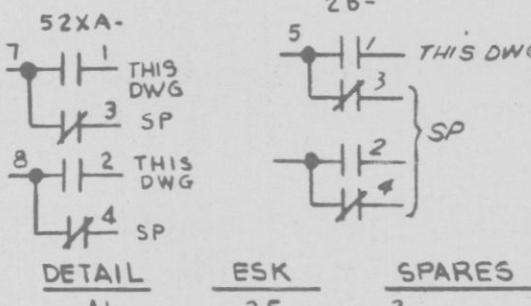 52XA-
7 1 THIS
DWG
3 SP
8 2 THIS
DWG
4 SP
5 1 THIS DWG
3
SP
2
4
DETAIL ESK SPARES